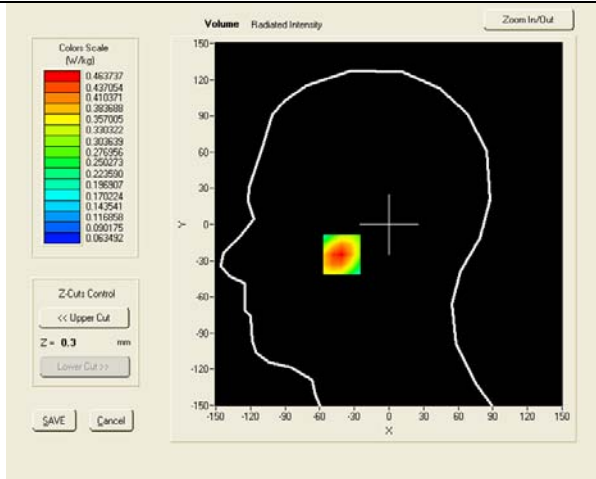 Volume Radiated Intensity
Zoom In/Out
Colors Scale
(W/kg)
0.463737
0.437054
0.410371
0.383688
0.357005
0.330322
0.303639
0.276956
0.250273
0.223590
0.196907
0.170224
0.143541
0.116858
0.090175
0.063492
Z-Cuts Control
<< Upper Cut
Z = 0.3 mm
Lower Cut >>
SAVE
Cancel
150-
120-
90-
60-
30-
0-
-30-
-60-
-90-
-120-
-150-
Y
-150 -120 -90 -60 -30 0 30 60 90 120 150
X